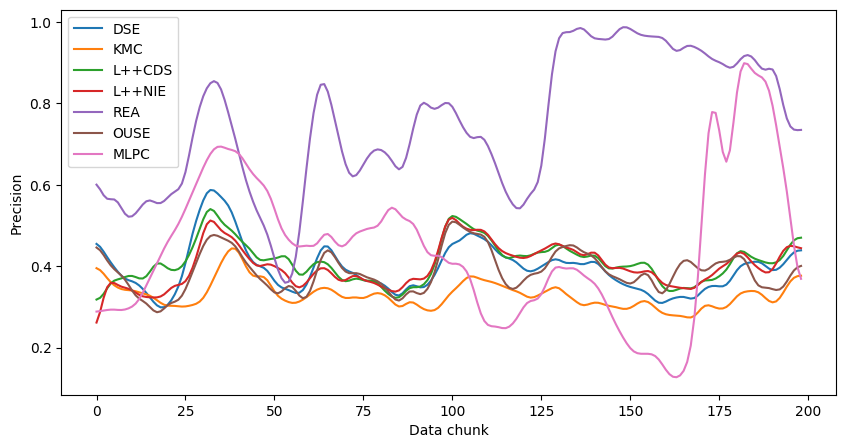 1.0
0.8
0.6
0.4
0.2
Precision
DSE
KMC
L++CDS
L++NIE
REA
OUSE
MLPC
0 25 50 75 100 125 150 175 200
Data chunk